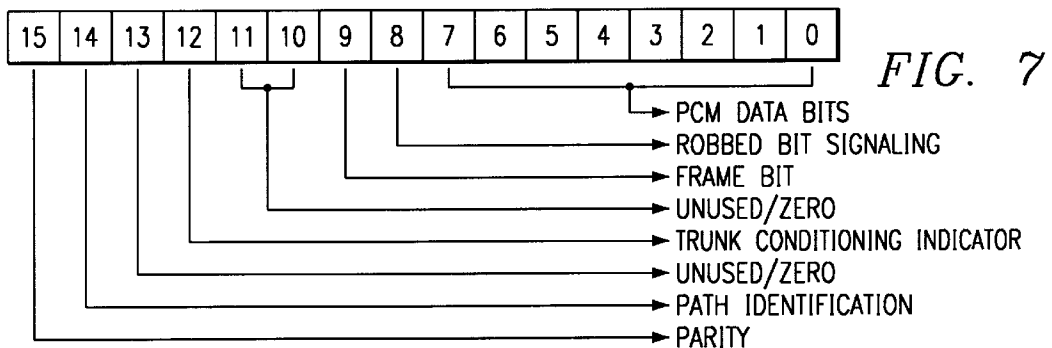 15 14 13 12 11 10 9 8 7 6 5 4 3 2 1 0
FIG. 7
PCM DATA BITS
ROBBED BIT SIGNALING
FRAME BIT
UNUSED/ZERO
TRUNK CONDITIONING INDICATOR
UNUSED/ZERO
PATH IDENTIFICATION
PARITY